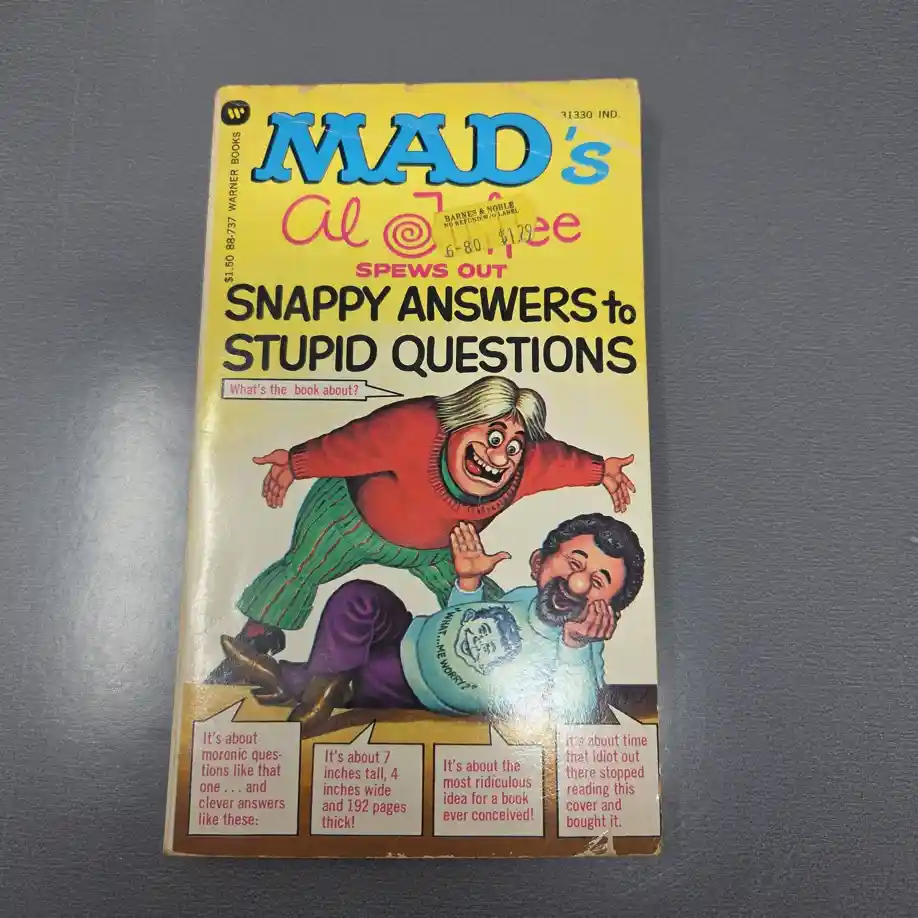 W
WARNER BOOKS
88-737
$1.50
31330 IND.
MAD's
Al
BARNES & NOBLE
NO REFUND W/O LABEL
6-80 $1.79
SPEWS OUT
SNAPPY ANSWERS to
STUPID QUESTIONS
What's the book about?
"WHAT...ME WORRY?"
It's about
moronic ques-
tions like that
one . . . and
clever answers
like these:
It's about 7
inches tall, 4
inches wide
and 192 pages
thick!
It's about the
most ridiculous
idea for a book
ever conceived!
It's about time
that idiot out
there stopped
reading this
cover and
bought it.